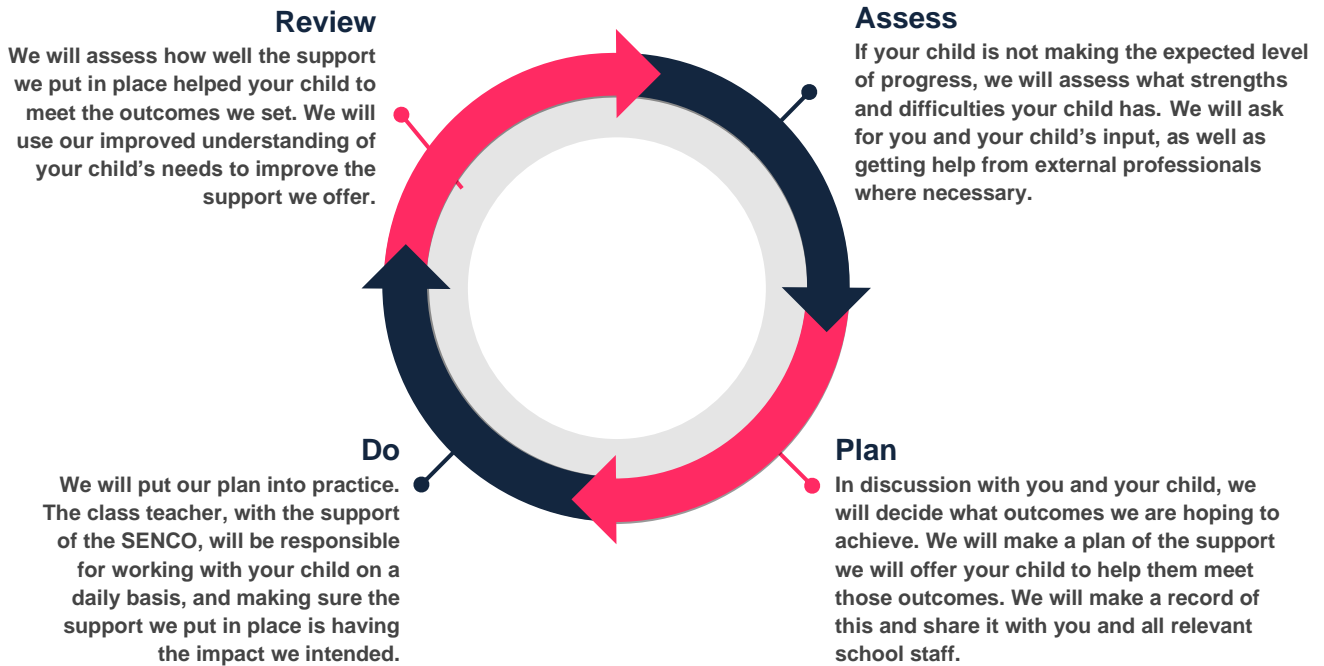 Review
We will assess how well the support
we put in place helped your child to
meet the outcomes we set. We will
use our improved understanding of
your child's needs to improve the
support we offer.
Assess
If your child is not making the expected level
of progress, we will assess what strengths
and difficulties your child has. We will ask
for you and your child's input, as well as
getting help from external professionals
where necessary.
Do
We will put our plan into practice.
The class teacher, with the support
of the SENCO, will be responsible
for working with your child on a
daily basis, and making sure the
support we put in place is having
the impact we intended.
Plan
In discussion with you and your child, we
will decide what outcomes we are hoping to
achieve. We will make a plan of the support
we will offer your child to help them meet
those outcomes. We will make a record of
this and share it with you and all relevant
school staff.